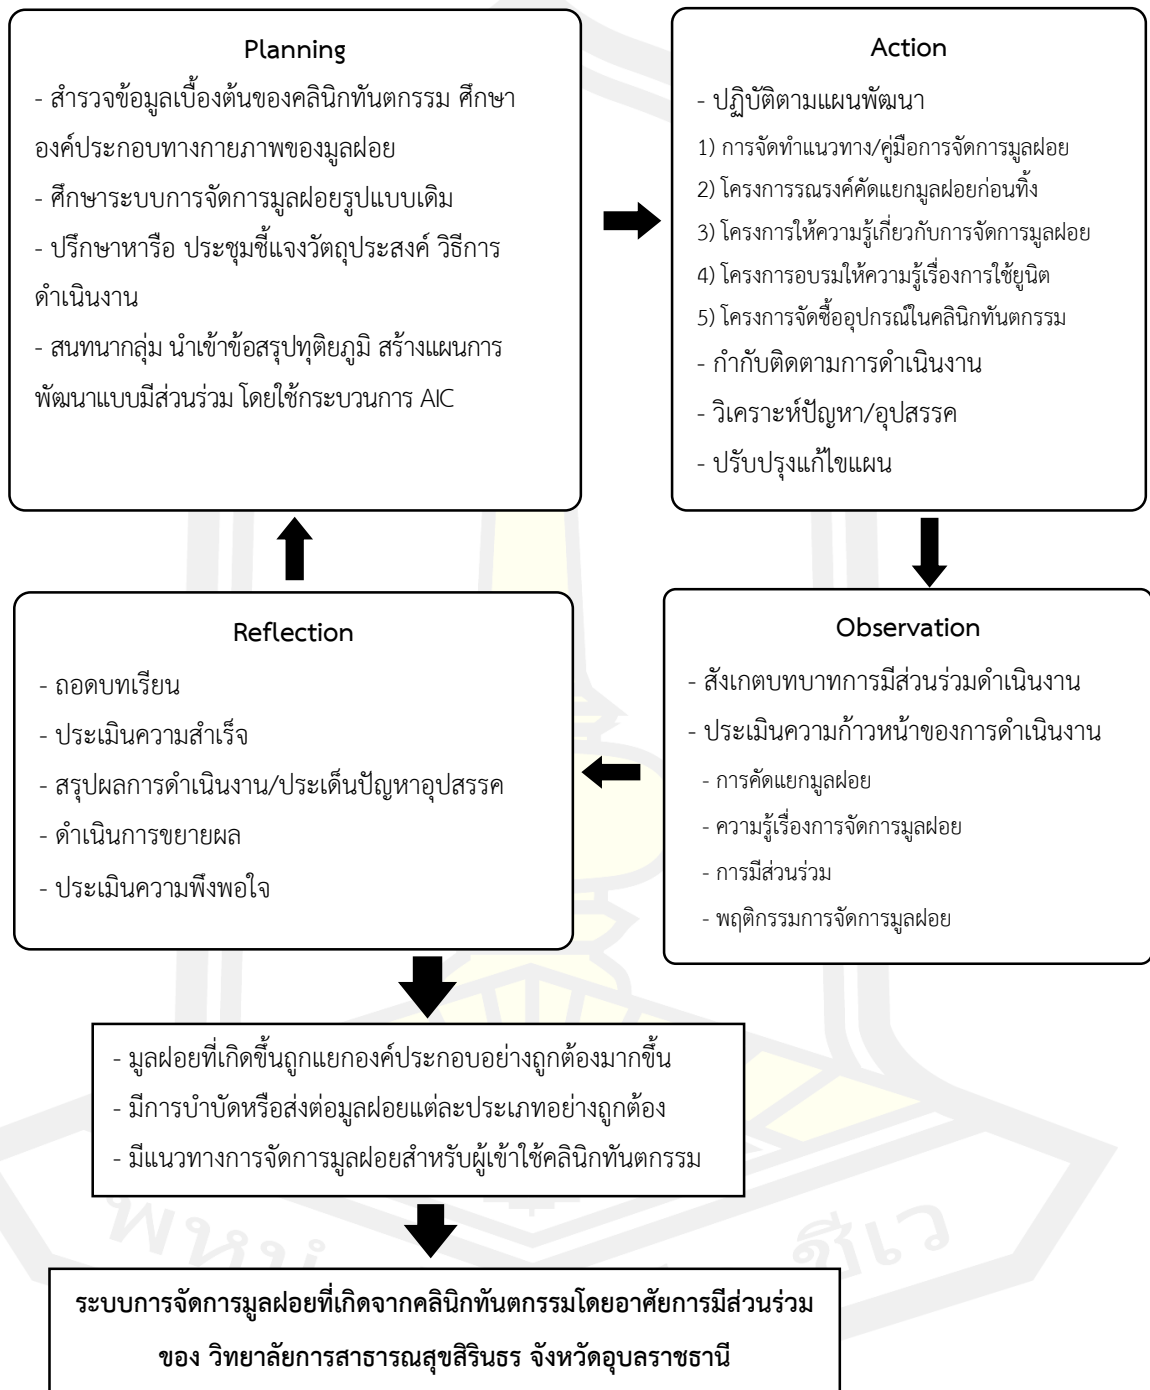 Planning
- สำรวจข้อมูลเบื้องต้นของคลินิกทันตกรรม ศึกษา
องค์ประกอบทางกายภาพของมูลฝอย
- ศึกษาระบบการจัดการมูลฝอยรูปแบบเดิม
- ปรึกษาหารือ ประชุมชี้แจงวัตถุประสงค์ วิธีการ
ดำเนินงาน
- สนทนากลุ่ม นำเข้าข้อสรุปทุติยภูมิ สร้างแผนการ
พัฒนาแบบมีส่วนร่วม โดยใช้กระบวนการ AIC
Action
- ปฏิบัติตามแผนพัฒนา
1) การจัดทำแนวทาง/คู่มือการจัดการมูลฝอย
2) โครงการรณรงค์คัดแยกมูลฝอยก่อนทิ้ง
3) โครงการให้ความรู้เกี่ยวกับการจัดการมูลฝอย
4) โครงการอบรมให้ความรู้เรื่องการใช้ยูนิต
5) โครงการจัดซื้ออุปกรณ์ในคลินิกทันตกรรม
- กำกับติดตามการดำเนินงาน
- วิเคราะห์ปัญหา/อุปสรรค
- ปรับปรุงแก้ไขแผน
Reflection
- ถอดบทเรียน
- ประเมินความสำเร็จ
- สรุปผลการดำเนินงาน/ประเด็นปัญหาอุปสรรค
- ดำเนินการขยายผล
- ประเมินความพึงพอใจ
Observation
- สังเกตบทบาทการมีส่วนร่วมดำเนินงาน
- ประเมินความก้าวหน้าของการดำเนินงาน
- การคัดแยกมูลฝอย
- ความรู้เรื่องการจัดการมูลฝอย
- การมีส่วนร่วม
- พฤติกรรมการจัดการมูลฝอย
- มูลฝอยที่เกิดขึ้นถูกแยกองค์ประกอบอย่างถูกต้องมากขึ้น
- มีการบำบัดหรือส่งต่อมูลฝอยแต่ละประเภทอย่างถูกต้อง
- มีแนวทางการจัดการมูลฝอยสำหรับผู้เข้าใช้คลินิกทันตกรรม
ชีเว
ระบบการจัดการมูลฝอยที่เกิดจากคลินิกทันตกรรมโดยอาศัยการมีส่วนร่วม
ของ วิทยาลัยการสาธารณสุขสิรินธร จังหวัดอุบลราชธานี